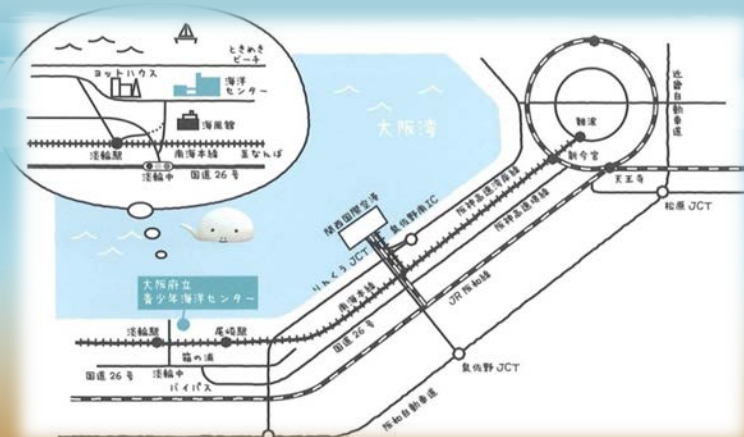 ときめき
ビーチ
ヨットハウス
海洋
センター
海風館
淡輪駅
南海本線
至なんば
淡輪中
国道26号
大阪湾
近畿自動車道
難波
新今宮
天王寺
松原JCT
関西国際空港
泉佐野南IC
りんくうJCT
阪神高速湾岸線
阪神高速堺線
南海本線
国道26号
JR阪和線
大阪府立
青少年海洋センター
淡輪駅
尾崎駅
箱の浦
国道26号
淡輪中
バイパス
泉佐野JCT
阪和自動車道